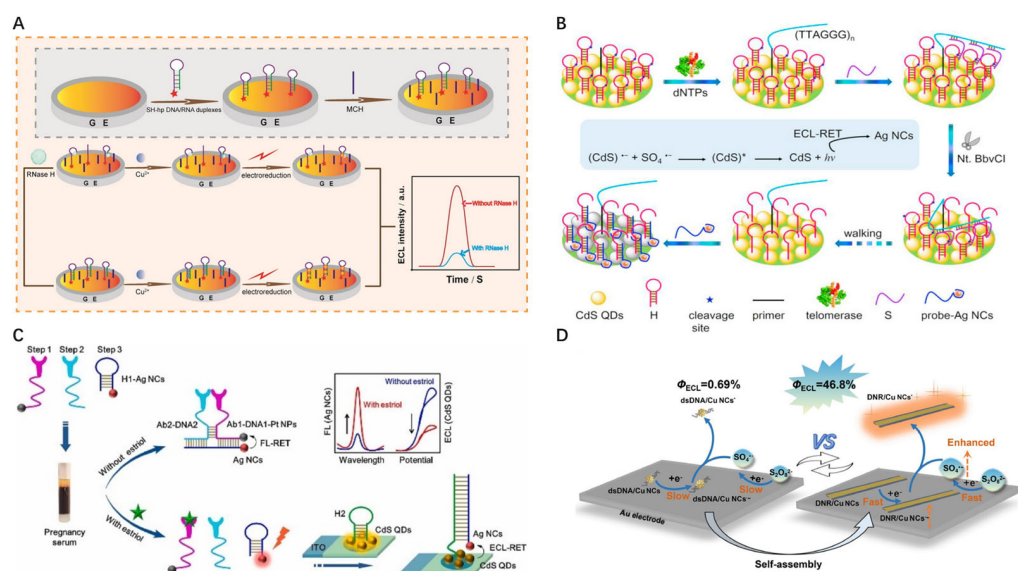 A
SH-hp DNA/RNA duplexes
MCH
G E
G E
G E
RNase H
Cu²⁺
electroreduction
G E
G E
G E
Cu²⁺
electroreduction
G E
G E
G E
ECL intensity / a.u.
Without RNase H
With RNase H
Time / S
B
(TTAGGG)n
dNTPs
S
ECL-RET
Ag NCs
(CdS)•− + SO₄•− → (CdS)* → CdS + hν
Nt. BbvCI
walking
CdS QDs
H
cleavage
site
primer
telomerase
S
probe-Ag NCs
C
Step 1
Step 2
Step 3
H1-Ag NCs
Without estriol
Ab2-DNA2
Ab1-DNA1-Pt NPs
FL-RET
Ag NCs
FL (Ag NCs)
With estriol
Wavelength
Without estriol
Potential
ECL (CdS QDs)
Pregnancy
serum
With estriol
H2
CdS QDs
ITO
Ag NCs
ECL-RET
CdS QDs
D
ΦECL=0.69%
dsDNA/Cu NCs*
ΦECL=46.8%
DNR/Cu NCs*
VS
Enhanced
SO₄•−
S₂O₈²⁻
+e⁻
Slow
dsDNA/Cu NCs
+e⁻
Slow
dsDNA/Cu NCs•−
Au electrode
SO₄•−
S₂O₈²⁻
+e⁻
Fast
DNR/Cu NCs
+e⁻
Fast
DNR/Cu NCs•−
Self-assembly